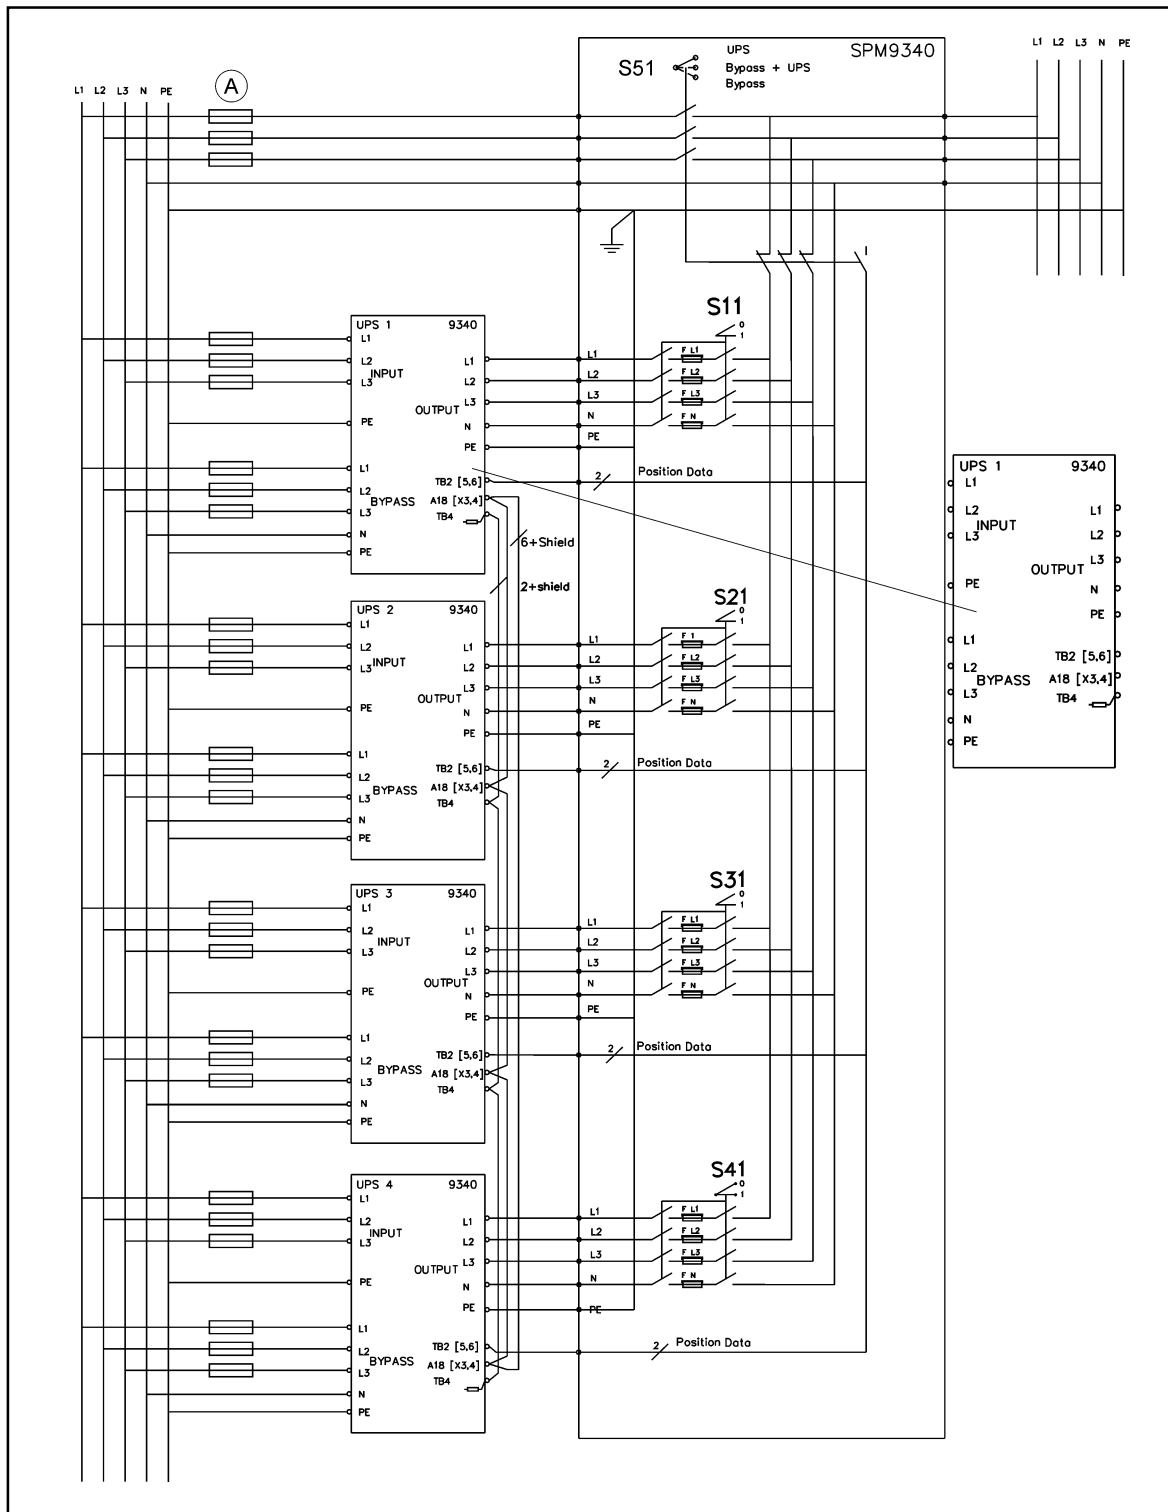 SPM9340
S51
UPS
Bypass + UPS
Bypass
L1 L2 L3 N PE
L1 L2 L3 N PE
A
UPS 1 9340
L1
L2
INPUT
L3
PE
L1
L2
BYPASS
L3
N
PE
L1
L2
L3
OUTPUT
N
PE
TB2 [5,6]
A18 [X3,4]
TB4
S11
0
1
L1
L2
L3
N
PE
F L1
F L2
F L3
F N
2
Position Data
6+Shield
2+shield
UPS 2 9340
L1
L2
INPUT
L3
PE
L1
L2
BYPASS
L3
N
PE
L1
L2
L3
OUTPUT
N
PE
TB2 [5,6]
A18 [X3,4]
TB4
S21
0
1
L1
L2
L3
N
PE
F 1
F L2
F L3
F N
2
Position Data
UPS 3 9340
L1
L2
INPUT
L3
PE
L1
L2
BYPASS
L3
N
PE
L1
L2
L3
OUTPUT
N
PE
TB2 [5,6]
A18 [X3,4]
TB4
S31
0
1
L1
L2
L3
N
PE
F L1
F L2
F L3
F N
2
Position Data
UPS 4 9340
L1
L2
INPUT
L3
PE
L1
L2
BYPASS
L3
N
PE
L1
L2
L3
OUTPUT
N
PE
TB2 [5,6]
A18 [X3,4]
TB4
S41
0
1
L1
L2
L3
N
PE
F L1
F L2
F L3
F N
2
Position Data
UPS 1 9340
L1
L2
INPUT
L3
PE
L1
L2
BYPASS
L3
N
PE
L1
L2
L3
OUTPUT
N
PE
TB2 [5,6]
A18 [X3,4]
TB4